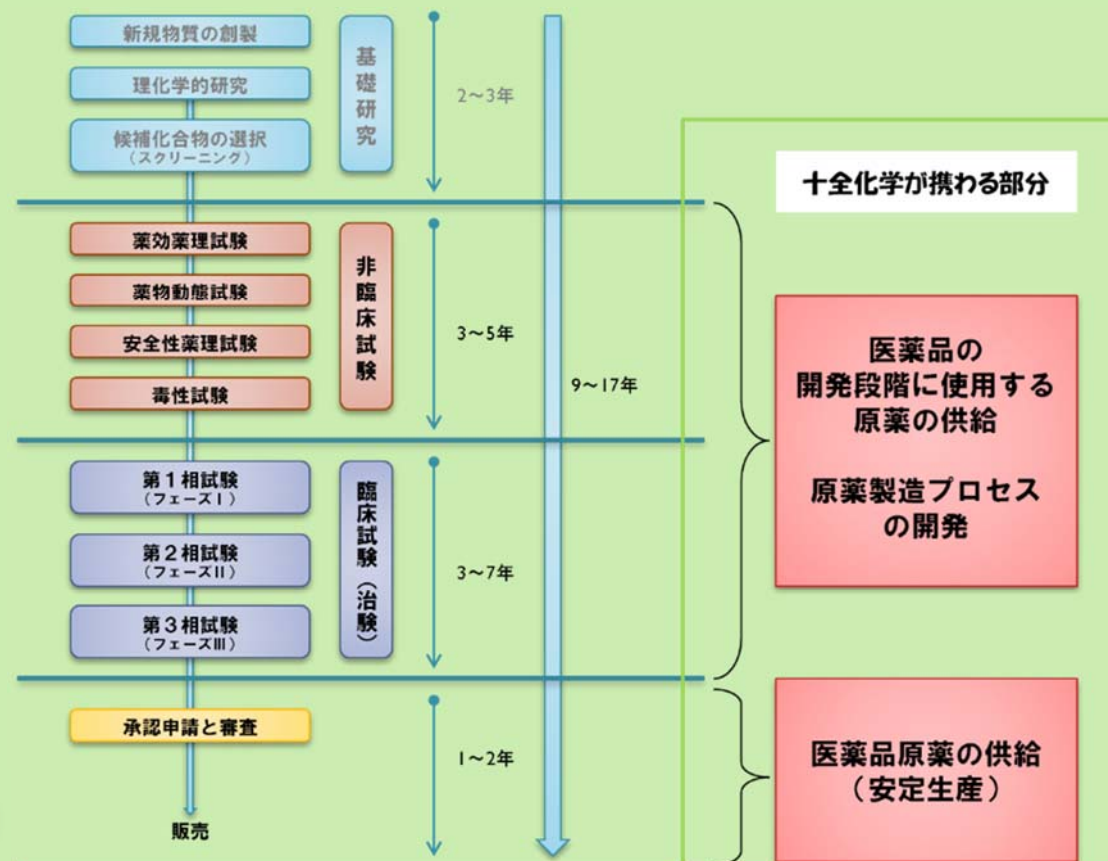 新規物質の創製
理化学的研究
候補化合物の選択
（スクリーニング）
基礎研究
2～3年
薬効薬理試験
薬物動態試験
安全性薬理試験
毒性試験
非臨床試験
3～5年
9～17年
第1相試験
（フェーズI）
第2相試験
（フェーズII）
第3相試験
（フェーズIII）
臨床試験（治験）
3～7年
承認申請と審査
1～2年
販売
十全化学が携わる部分
医薬品の
開発段階に使用する
原薬の供給
原薬製造プロセス
の開発
医薬品原薬の供給
（安定生産）